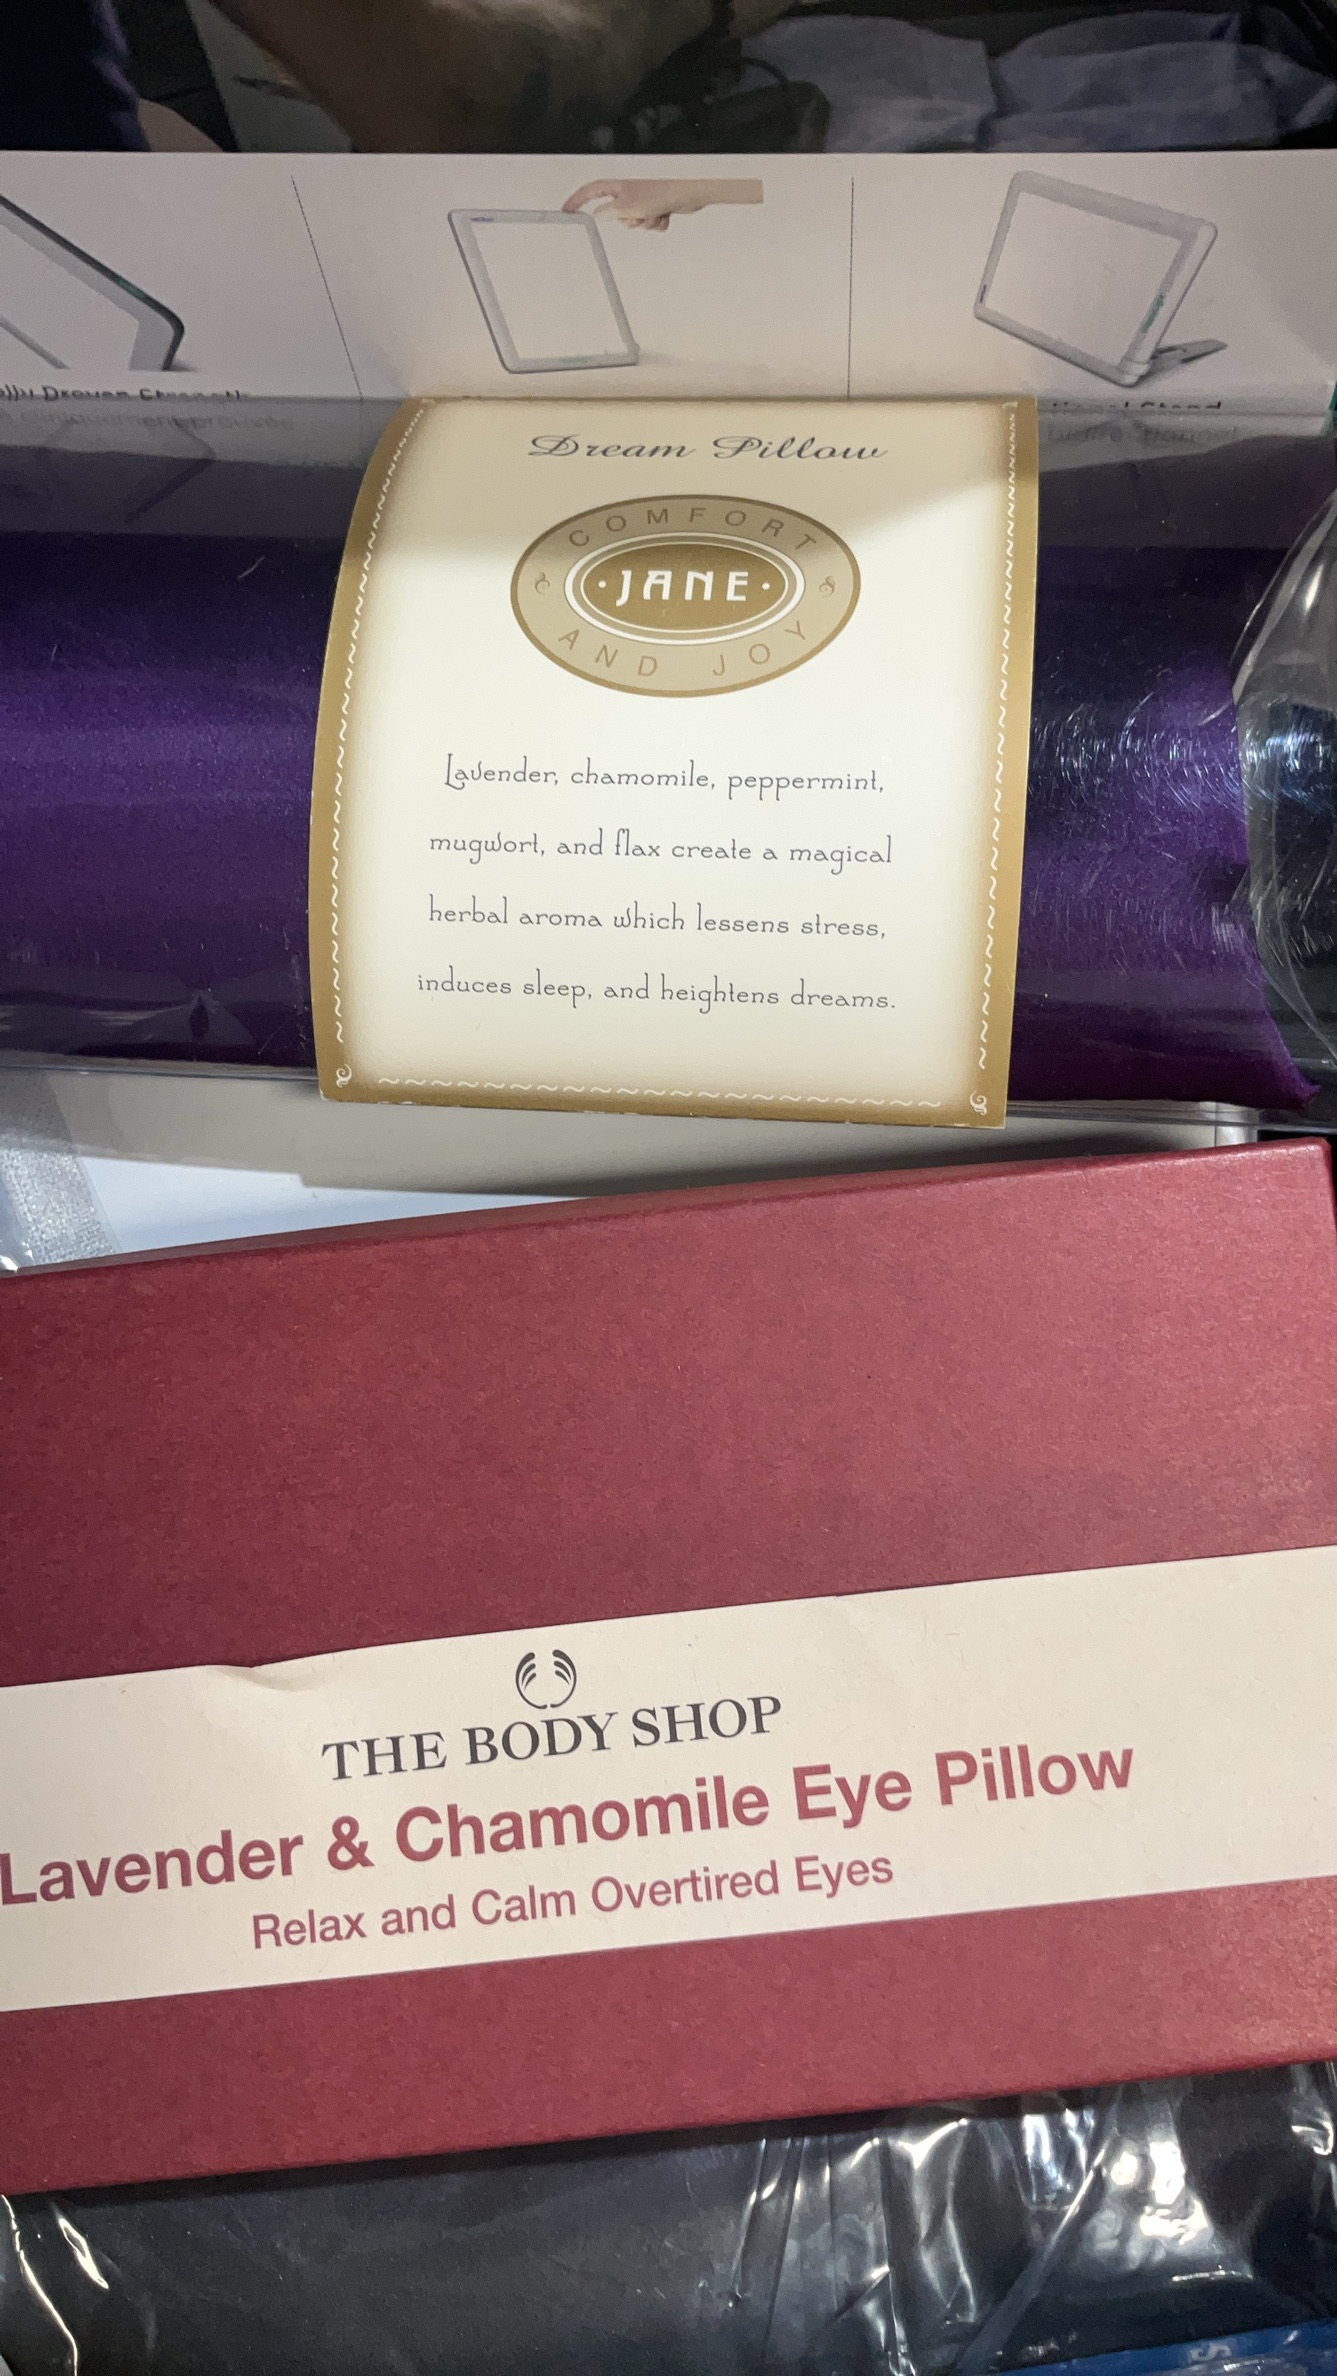 Dream Pillow
COMFORT
JANE
AND JOY
Lavender, chamomile, peppermint,
mugwort, and flax create a magical
herbal aroma which lessens stress,
induces sleep, and heightens dreams.
THE BODY SHOP
Lavender & Chamomile Eye Pillow
Relax and Calm Overtired Eyes